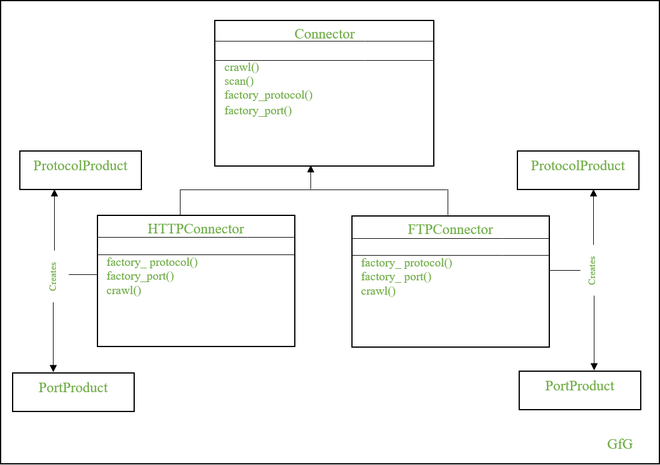 Connector
crawl()
scan()
factory_protocol()
factory_port()
ProtocolProduct
ProtocolProduct
HTTPConnector
factory_ protocol()
factory_port()
crawl()
FTPConnector
factory_ protocol()
factory_ port()
crawl()
Creates
Creates
PortProduct
PortProduct
GfG